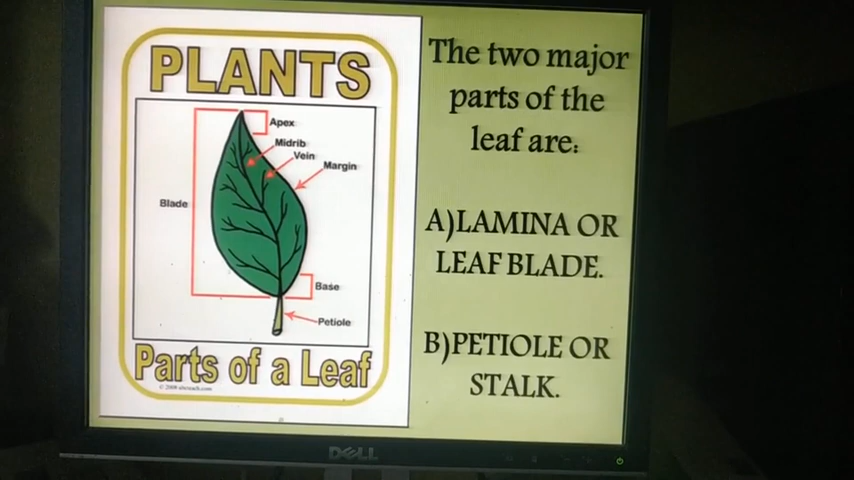 PLANTS
Apex
Midrib
Vein
Margin
Blade
Base
Petiole
Parts of a Leaf
The two major
parts of the
leaf are:
A)LAMINA OR
LEAF BLADE.
B)PETIOLE OR
STALK.
DELL